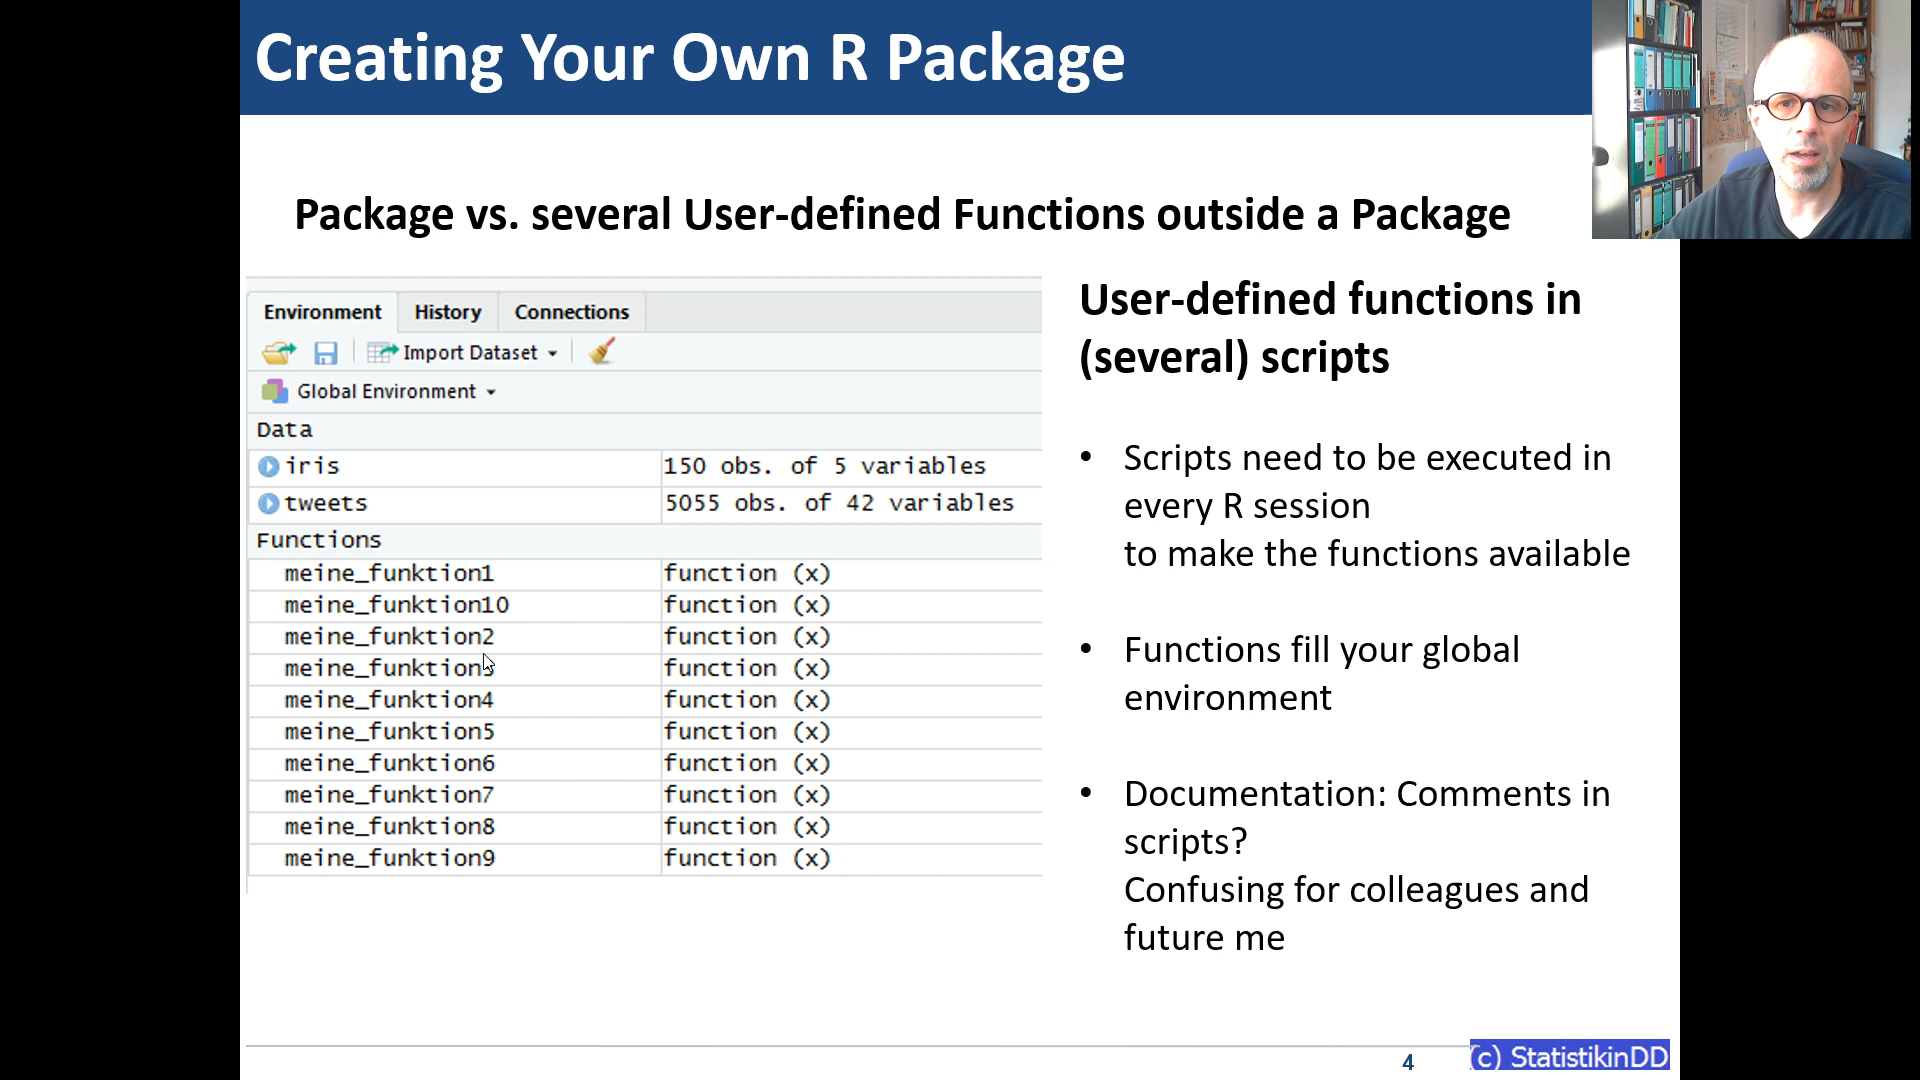 Creating Your Own R Package
Package vs. several User-defined Functions outside a Package
Environment History Connections
Import Dataset
Global Environment
Data
iris 150 obs. of 5 variables
tweets 5055 obs. of 42 variables
Functions
meine_funktion1 function (x)
meine_funktion10 function (x)
meine_funktion2 function (x)
meine_funktion3 function (x)
meine_funktion4 function (x)
meine_funktion5 function (x)
meine_funktion6 function (x)
meine_funktion7 function (x)
meine_funktion8 function (x)
meine_funktion9 function (x)
User-defined functions in
(several) scripts
• Scripts need to be executed in
every R session
to make the functions available
• Functions fill your global
environment
• Documentation: Comments in
scripts?
Confusing for colleagues and
future me
4
(c) StatistikinDD